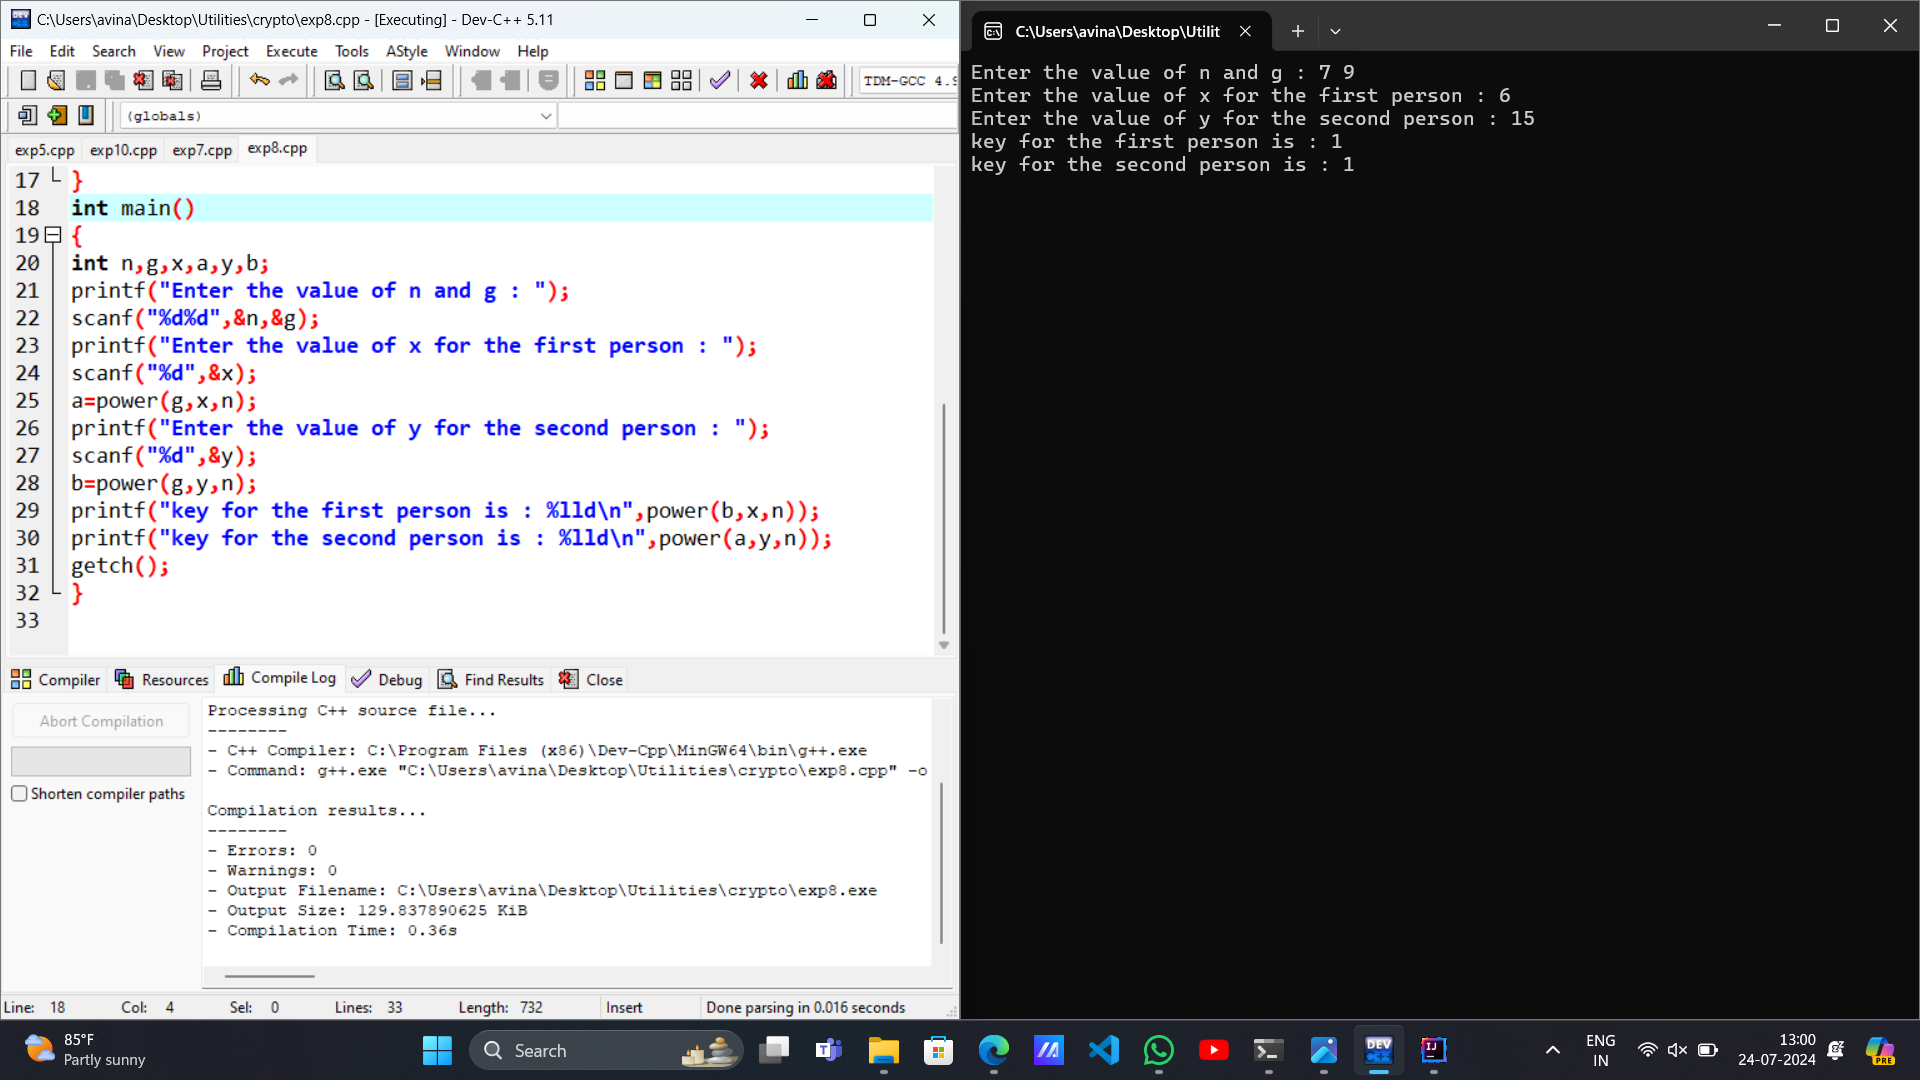 C:\Users\avina\Desktop\Utilities\crypto\exp8.cpp - [Executing] - Dev-C++ 5.11
File Edit Search View Project Execute Tools AStyle Window Help
(globals)
exp5.cpp exp10.cpp exp7.cpp exp8.cpp
17 }
18 int main()
19 {
20 int n,g,x,a,y,b;
21 printf("Enter the value of n and g : ");
22 scanf("%d%d",&n,&g);
23 printf("Enter the value of x for the first person : ");
24 scanf("%d",&x);
25 a=power(g,x,n);
26 printf("Enter the value of y for the second person : ");
27 scanf("%d",&y);
28 b=power(g,y,n);
29 printf("key for the first person is : %lld\n",power(b,x,n));
30 printf("key for the second person is : %lld\n",power(a,y,n));
31 getch();
32 }
33
Compiler Resources Compile Log Debug Find Results Close
Abort Compilation
Shorten compiler paths
Processing C++ source file...
--------
- C++ Compiler: C:\Program Files (x86)\Dev-Cpp\MinGW64\bin\g++.exe
- Command: g++.exe "C:\Users\avina\Desktop\Utilities\crypto\exp8.cpp" -o
Compilation results...
--------
- Errors: 0
- Warnings: 0
- Output Filename: C:\Users\avina\Desktop\Utilities\crypto\exp8.exe
- Output Size: 129.837890625 KiB
- Compilation Time: 0.36s
Line: 18 Col: 4 Sel: 0 Lines: 33 Length: 732 Insert Done parsing in 0.016 seconds
C:\Users\avina\Desktop\Utilit
Enter the value of n and g : 7 9
Enter the value of x for the first person : 6
Enter the value of y for the second person : 15
key for the first person is : 1
key for the second person is : 1
85°F
Partly sunny
Search
DEV
IJ
PRE
ENG
IN
13:00
24-07-2024